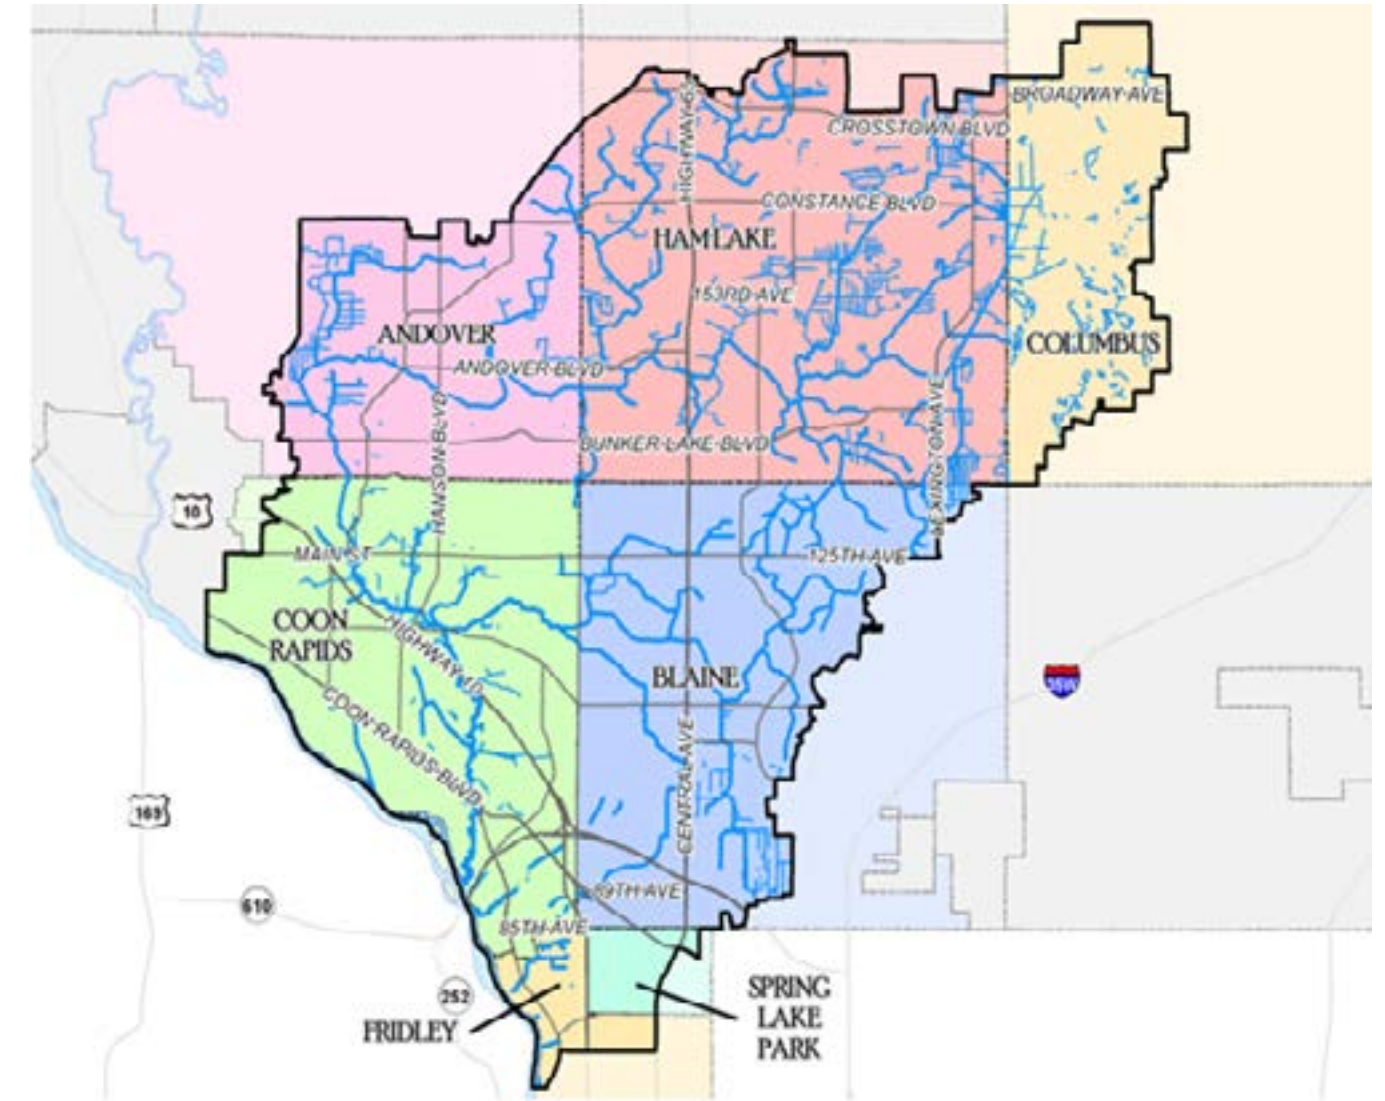 BROADWAY AVE
CROSSTOWN BLVD
HIGHWAY 65
CONSTANCE BLVD
HAM LAKE
153RD AVE
ANDOVER
COLUMBUS
ANDOVER BLVD
HANSON BLVD
BUNKER LAKE BLVD
LEXINGTON AVE
10
MAIN ST
125TH AVE
COON
RAPIDS
HIGHWAY 10
BLAINE
35W
COON RAPIDS BLVD
CENTRAL AVE
169
89TH AVE
610
85TH AVE
252
FRIDLEY
SPRING
LAKE
PARK